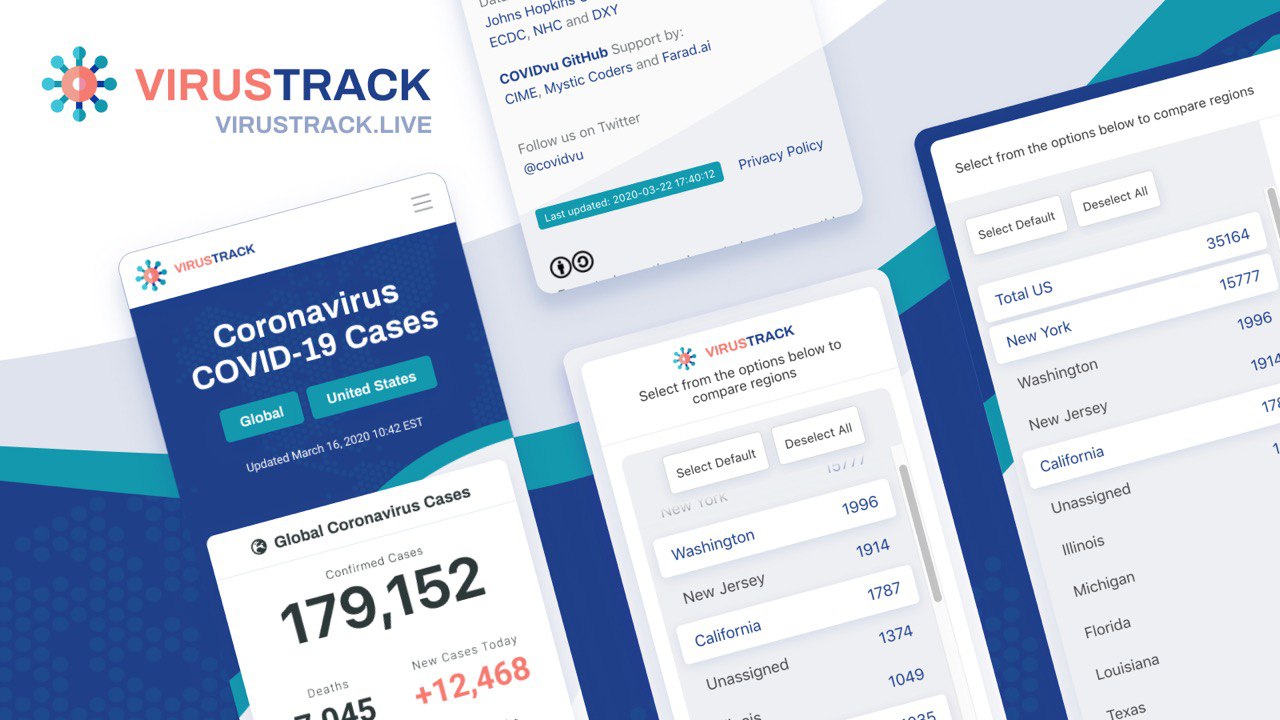 VIRUSTRACK
VIRUSTRACK.LIVE
VIRUSTRACK
Coronavirus
COVID-19 Cases
Global
United States
Updated March 16, 2020 10:42 EST
Global Coronavirus Cases
Confirmed Cases
179,152
New Cases Today
+12,468
Deaths
Johns Hopkins
ECDC, NHC and DXY
COVIDvu GitHub Support by:
CIME, Mystic Coders and Farad.ai
Follow us on Twitter
@covidvu
Last updated: 2020-03-22 17:40:12
Privacy Policy
VIRUSTRACK
Select from the options below to
compare regions
Select Default
Deselect All
New York 15777
Washington 1996
New Jersey 1914
California 1787
Unassigned 1374
1049
Select from the options below to compare regions
Select Default
Deselect All
Total US 35164
New York 15777
Washington 1996
New Jersey 1914
California
Unassigned
Illinois
Michigan
Florida
Louisiana
Texas